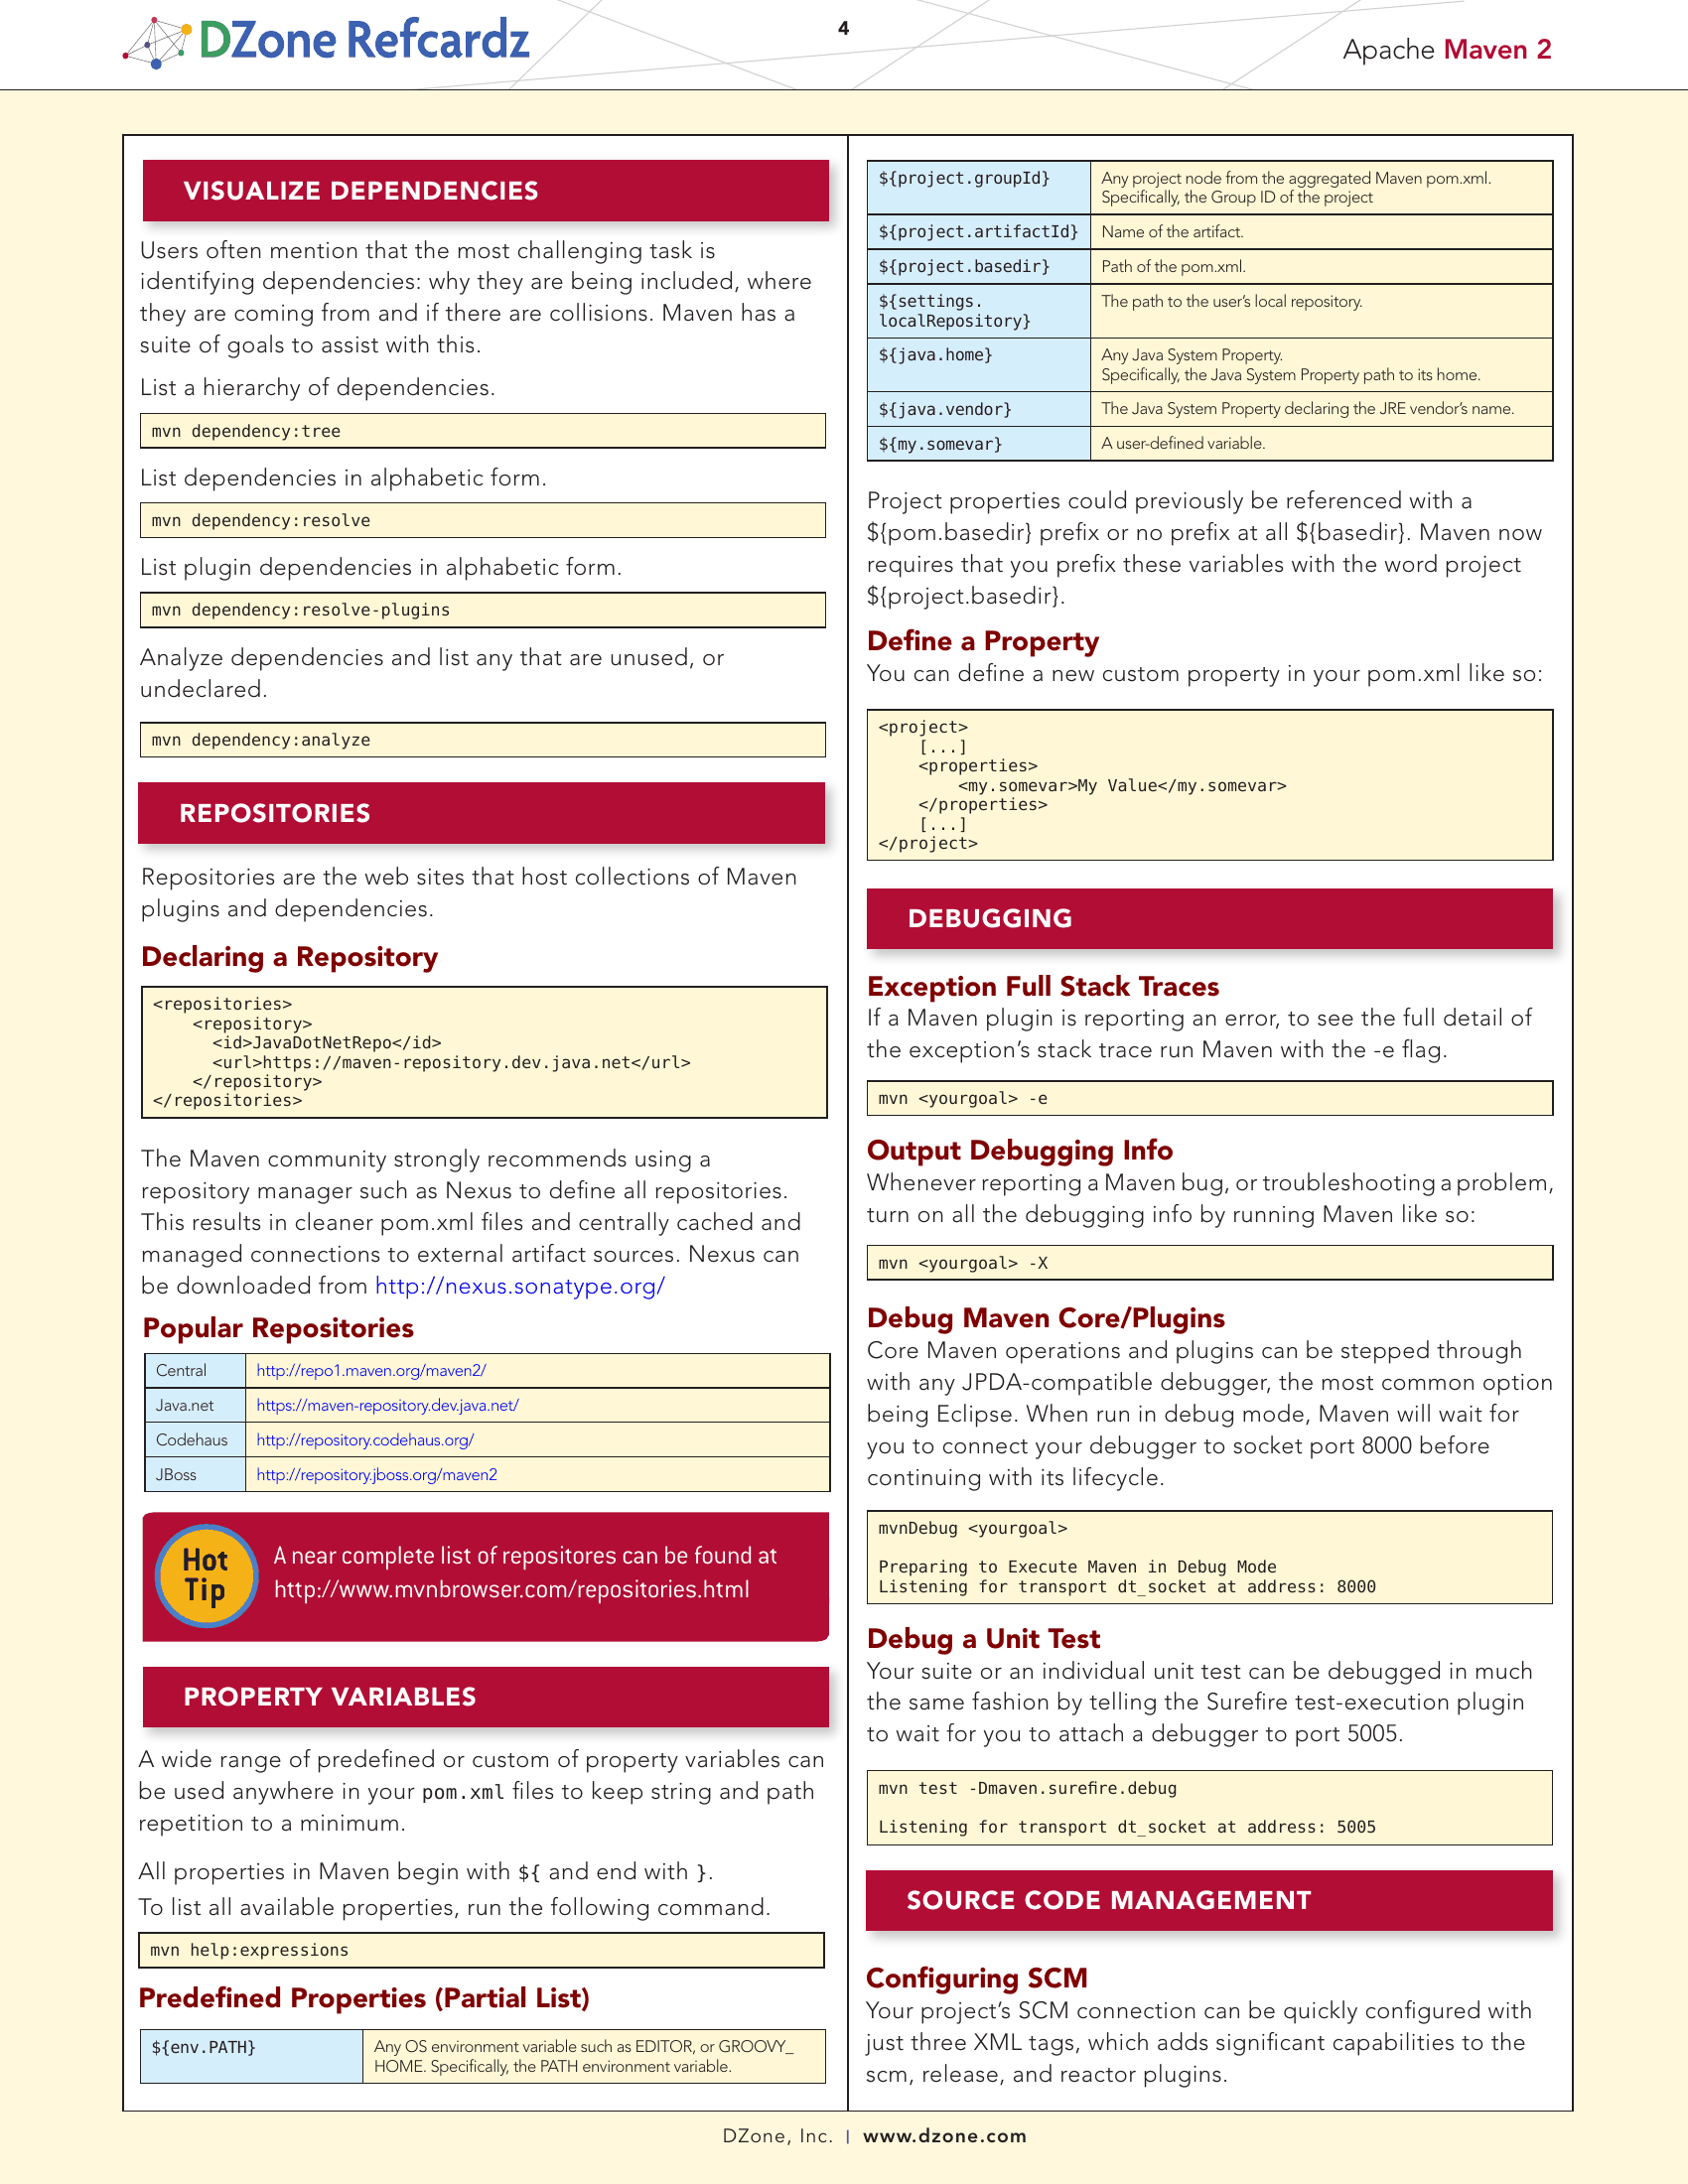 DZone Refcardz
4
Apache Maven 2
VISUALIZE DEPENDENCIES
Users often mention that the most challenging task is
identifying dependencies: why they are being included, where
they are coming from and if there are collisions. Maven has a
suite of goals to assist with this.
List a hierarchy of dependencies.
mvn dependency:tree
List dependencies in alphabetic form.
mvn dependency:resolve
List plugin dependencies in alphabetic form.
mvn dependency:resolve-plugins
Analyze dependencies and list any that are unused, or
undeclared.
mvn dependency:analyze
REPOSITORIES
Repositories are the web sites that host collections of Maven
plugins and dependencies.
Declaring a Repository
<repositories>
    <repository>
      <id>JavaDotNetRepo</id>
      <url>https://maven-repository.dev.java.net</url>
    </repository>
</repositories>
The Maven community strongly recommends using a
repository manager such as Nexus to define all repositories.
This results in cleaner pom.xml files and centrally cached and
managed connections to external artifact sources. Nexus can
be downloaded from http://nexus.sonatype.org/
Popular Repositories
Central http://repo1.maven.org/maven2/
Java.net https://maven-repository.dev.java.net/
Codehaus http://repository.codehaus.org/
JBoss http://repository.jboss.org/maven2
Hot
Tip
A near complete list of repositores can be found at
http://www.mvnbrowser.com/repositories.html
PROPERTY VARIABLES
A wide range of predefined or custom of property variables can
be used anywhere in your pom.xml files to keep string and path
repetition to a minimum.
All properties in Maven begin with ${ and end with }.
To list all available properties, run the following command.
mvn help:expressions
Predefined Properties (Partial List)
${env.PATH} Any OS environment variable such as EDITOR, or GROOVY_
HOME. Specifically, the PATH environment variable.
${project.groupId} Any project node from the aggregated Maven pom.xml.
Specifically, the Group ID of the project
${project.artifactId} Name of the artifact.
${project.basedir} Path of the pom.xml.
${settings. The path to the user's local repository.
localRepository}
${java.home} Any Java System Property.
Specifically, the Java System Property path to its home.
${java.vendor} The Java System Property declaring the JRE vendor's name.
${my.somevar} A user-defined variable.
Project properties could previously be referenced with a
${pom.basedir} prefix or no prefix at all ${basedir}. Maven now
requires that you prefix these variables with the word project
${project.basedir}.
Define a Property
You can define a new custom property in your pom.xml like so:
<project>
    [...]
    <properties>
        <my.somevar>My Value</my.somevar>
    </properties>
    [...]
</project>
DEBUGGING
Exception Full Stack Traces
If a Maven plugin is reporting an error, to see the full detail of
the exception's stack trace run Maven with the -e flag.
mvn <yourgoal> -e
Output Debugging Info
Whenever reporting a Maven bug, or troubleshooting a problem,
turn on all the debugging info by running Maven like so:
mvn <yourgoal> -X
Debug Maven Core/Plugins
Core Maven operations and plugins can be stepped through
with any JPDA-compatible debugger, the most common option
being Eclipse. When run in debug mode, Maven will wait for
you to connect your debugger to socket port 8000 before
continuing with its lifecycle.
mvnDebug <yourgoal>
Preparing to Execute Maven in Debug Mode
Listening for transport dt_socket at address: 8000
Debug a Unit Test
Your suite or an individual unit test can be debugged in much
the same fashion by telling the Surefire test-execution plugin
to wait for you to attach a debugger to port 5005.
mvn test -Dmaven.surefire.debug
Listening for transport dt_socket at address: 5005
SOURCE CODE MANAGEMENT
Configuring SCM
Your project's SCM connection can be quickly configured with
just three XML tags, which adds significant capabilities to the
scm, release, and reactor plugins.
DZone, Inc. | www.dzone.com